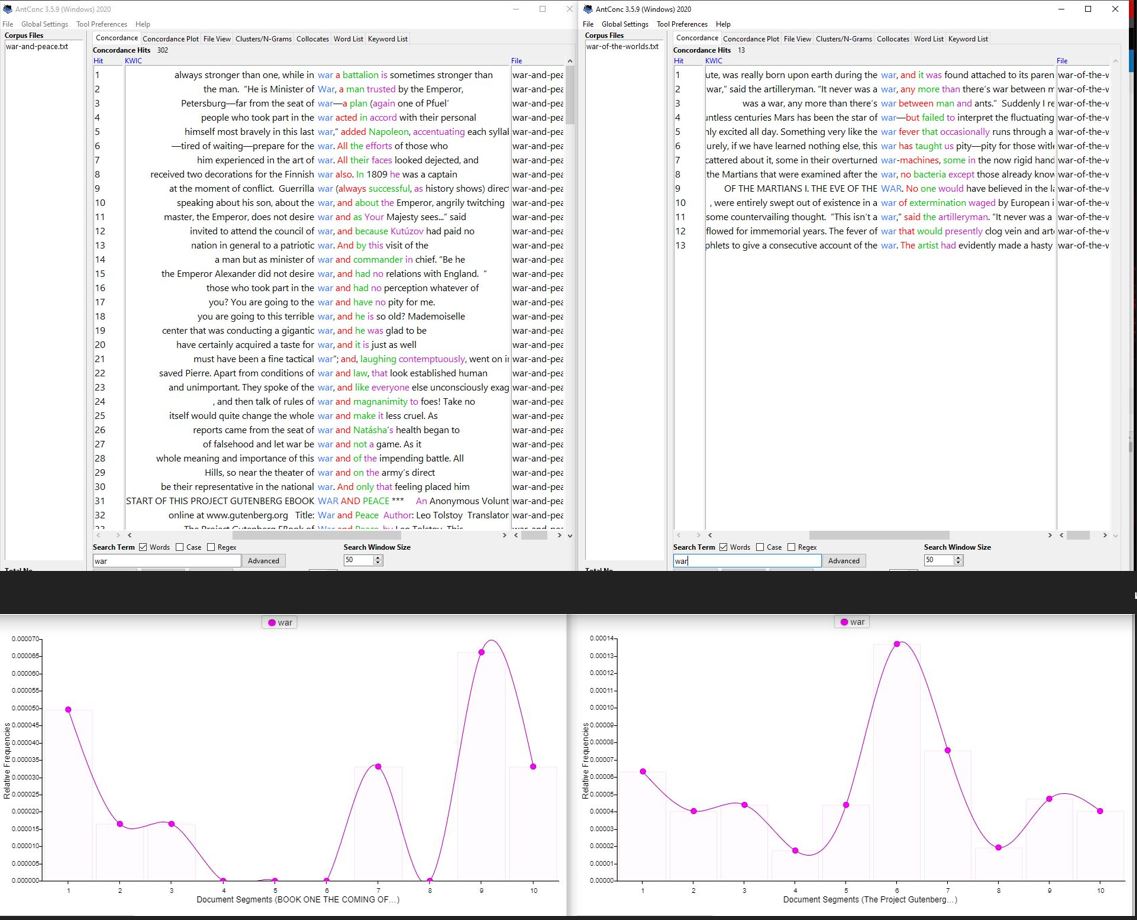 AntConc 3.5.9 (Windows) 2020
File Global Settings Tool Preferences Help
Corpus Files
war-and-peace.txt
Concordance Concordance Plot File View Clusters/N-Grams Collocates Word List Keyword List
Concordance Hits 302
Hit KWIC File
1 always stronger than one, while in war a battalion is sometimes stronger than war-and-pea
2 the man. “He is Minister of War, a man trusted by the Emperor, war-and-pea
3 Petersburg—far from the seat of war—a plan (again one of Pfuel’ war-and-pea
4 people who took part in the war acted in accord with their personal war-and-pea
5 himself most bravely in this last war,” added Napoleon, accentuating each syllal war-and-pea
6 —tired of waiting—prepare for the war. All the efforts of those who war-and-pea
7 him experienced in the art of war. All their faces looked dejected, and war-and-pea
8 received two decorations for the Finnish war also. In 1809 he was a captain war-and-pea
9 at the moment of conflict. Guerrilla war (always successful, as history shows) direct war-and-pea
10 speaking about his son, about the war, and about the Emperor, angrily twitching war-and-pea
11 master, the Emperor, does not desire war and as Your Majesty sees...” said war-and-pea
12 invited to attend the council of war and because Kutúzov had paid no war-and-pea
13 nation in general to a patriotic war. And by this visit of the war-and-pea
14 a man but as minister of war and commander in chief. “Be he war-and-pea
15 the Emperor Alexander did not desire war, and had no relations with England. “ war-and-pea
16 those who took part in the war and had no perception whatever of war-and-pea
17 you? You are going to the war and have no pity for me. war-and-pea
18 you are going to this terrible war, and he is so old? Mademoiselle war-and-pea
19 center that was conducting a gigantic war, and he was glad to be war-and-pea
20 have certainly acquired a taste for war, and it is just as well war-and-pea
21 must have been a fine tactical war”; and, laughing contemptuously, went on in war-and-pea
22 saved Pierre. Apart from conditions of war and law, that look established human war-and-pea
23 and unimportant. They spoke of the war, and like everyone else unconsciously exag war-and-pea
24 , and then talk of rules of war and magnanimity to foes! Take no war-and-pea
25 itself would quite change the whole war and make it less cruel. As war-and-pea
26 reports came from the seat of war and Natásha’s health began to war-and-pea
27 of falsehood and let war be war and not a game. As it war-and-pea
28 whole meaning and importance of this war and of the impending battle. All war-and-pea
29 Hills, so near the theater of war and on the army’s direct war-and-pea
30 be their representative in the national war. And only that feeling placed him war-and-pea
31 START OF THIS PROJECT GUTENBERG EBOOK WAR AND PEACE *** An Anonymous Volunt war-and-pea
32 online at www.gutenberg.org Title: War and Peace Author: Leo Tolstoy Translator war-and-pea
33 The Project Gutenberg EBook of War and Peace, by Leo Tolstoy This war-and-pea
Search Term Words Case Regex Search Window Size
war Advanced 50
AntConc 3.5.9 (Windows) 2020
File Global Settings Tool Preferences Help
Corpus Files
war-of-the-worlds.txt
Concordance Concordance Plot File View Clusters/N-Grams Collocates Word List Keyword List
Concordance Hits 13
Hit KWIC File
1 ute, was really born upon earth during the war, and it was found attached to its paren war-of-the-w
2 war,” said the artilleryman. “It never was a war, any more than there’s war between m war-of-the-w
3 was a war, any more than there’s war between man and ants.” Suddenly I re war-of-the-w
4 untless centuries Mars has been the star of war—but failed to interpret the fluctuating war-of-the-w
5 nly excited all day. Something very like the war fever that occasionally runs through a war-of-the-w
6 urely, if we have learned nothing else, this war has taught us pity—pity for those with war-of-the-w
7 cattered about it, some in their overturned war-machines, some in the now rigid hand war-of-the-w
8 the Martians that were examined after the war, no bacteria except those already know war-of-the-w
9 OF THE MARTIANS I. THE EVE OF THE WAR. No one would have believed in the la war-of-the-w
10 , were entirely swept out of existence in a war of extermination waged by European i war-of-the-w
11 some countervailing thought. “This isn’t a war,” said the artilleryman. “It never was a war-of-the-w
12 flowed for immemorial years. The fever of war that would presently clog vein and arte war-of-the-w
13 phlets to give a consecutive account of the war. The artist had evidently made a hasty war-of-the-w
Search Term Words Case Regex Search Window Size
war Advanced 50
war
Relative Frequencies
0.000070
0.000065
0.000060
0.000055
0.000050
0.000045
0.000040
0.000035
0.000030
0.000025
0.000020
0.000015
0.000010
0.000005
0.000000
1 2 3 4 5 6 7 8 9 10
Document Segments (BOOK ONE THE COMING OF...)
war
Relative Frequencies
0.00014
0.00013
0.00012
0.00011
0.00010
0.00009
0.00008
0.00007
0.00006
0.00005
0.00004
0.00003
0.00002
0.00001
0.00000
1 2 3 4 5 6 7 8 9 10
Document Segments (The Project Gutenberg...)